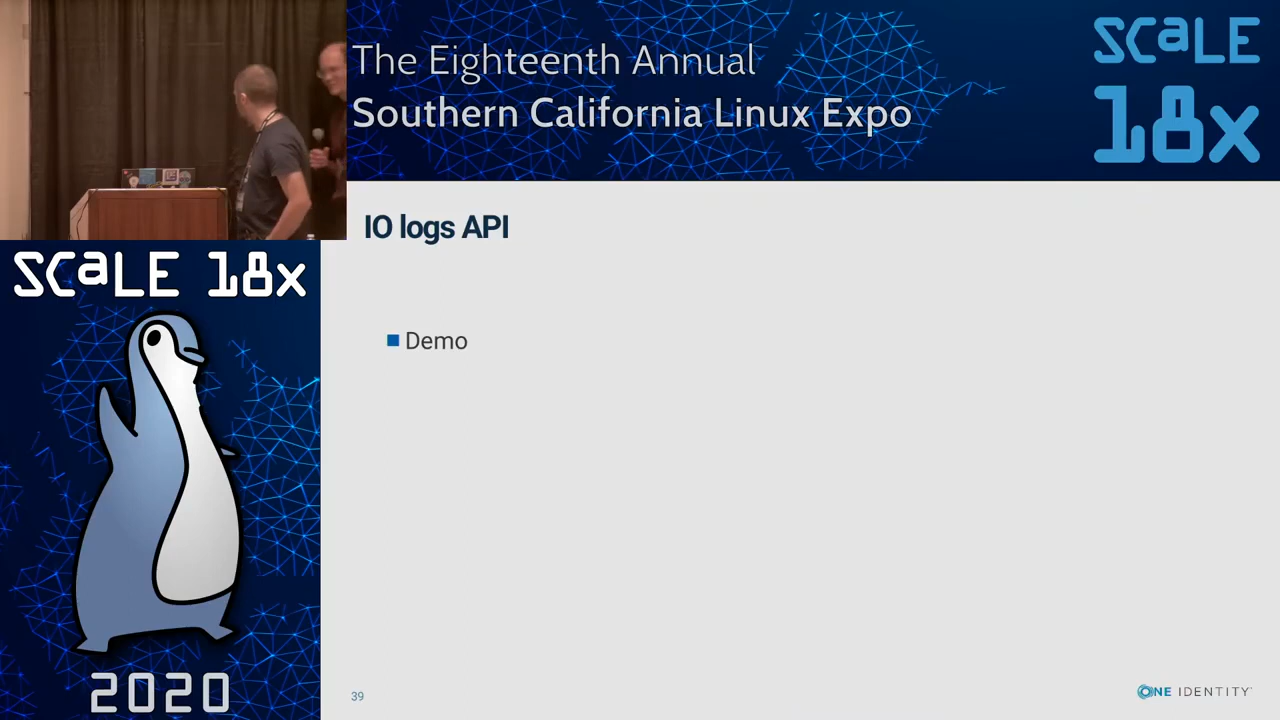 The Eighteenth Annual
Southern California Linux Expo
SCaLE
18x
IO logs API
Demo
SCaLE 18x
2020
39
ONE IDENTITY